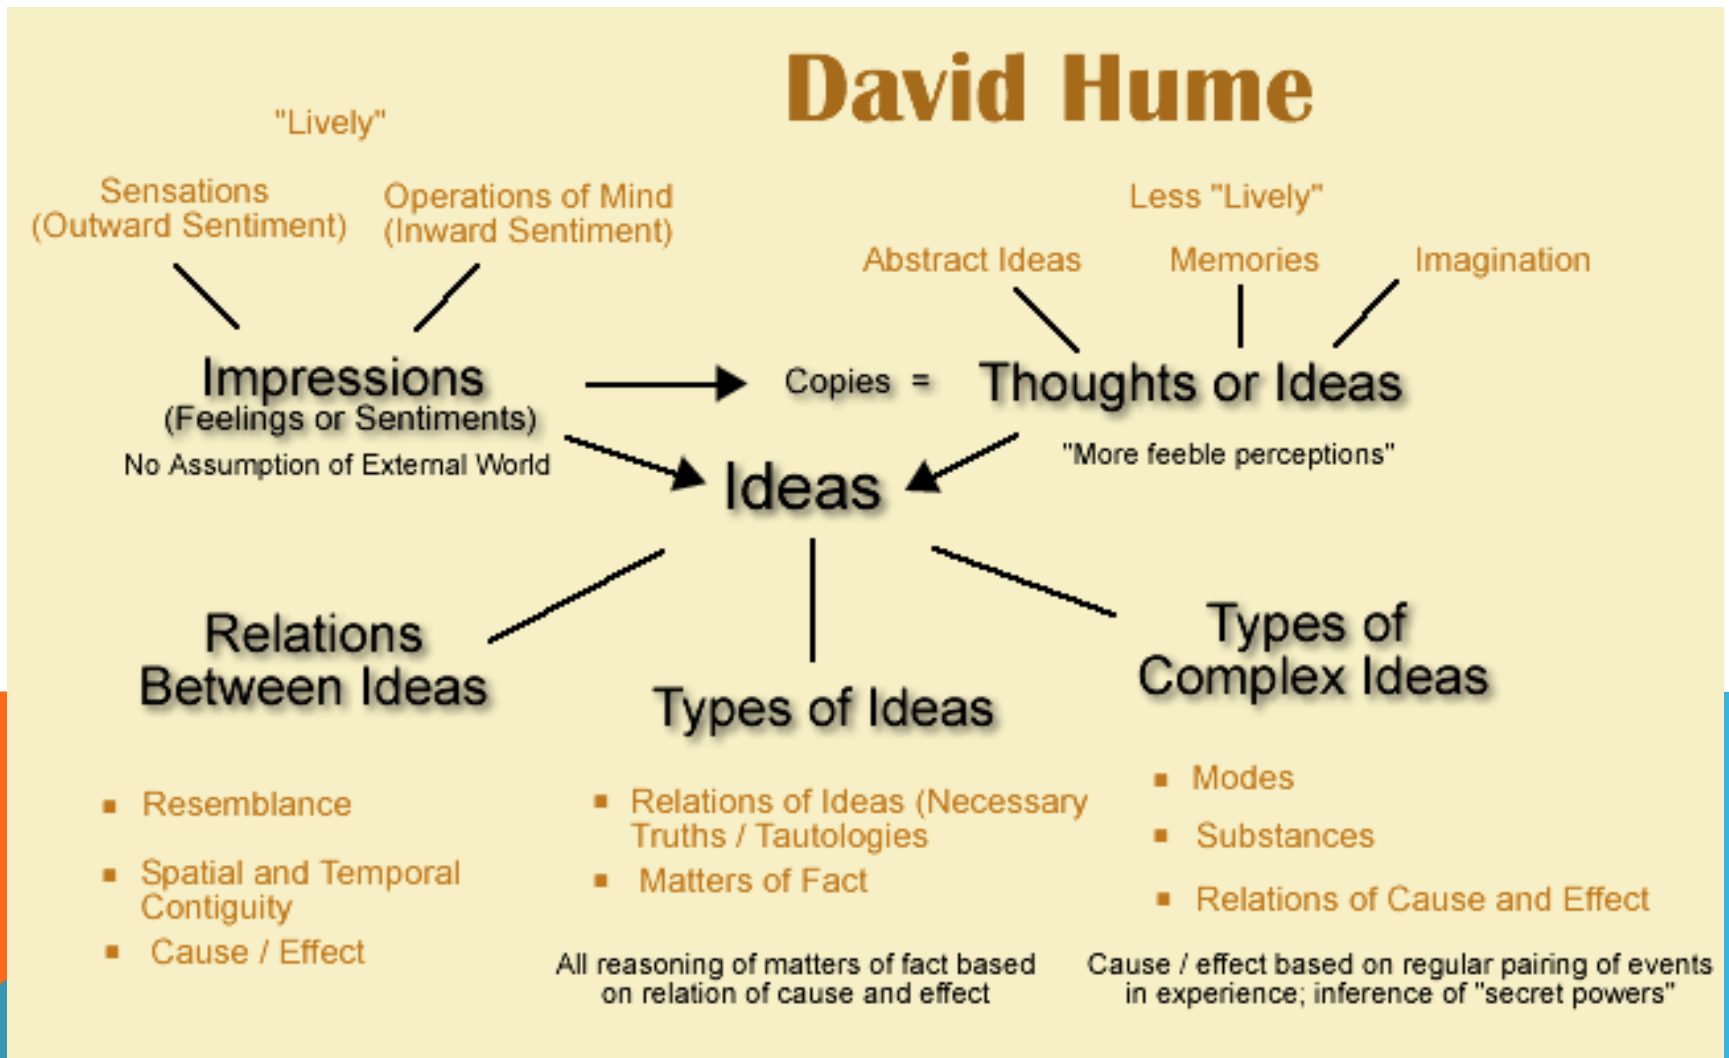 David Hume
"Lively"
Sensations
(Outward Sentiment)
Operations of Mind
(Inward Sentiment)
Less "Lively"
Abstract Ideas
Memories
Imagination
Impressions
(Feelings or Sentiments)
No Assumption of External World
Copies =
Thoughts or Ideas
"More feeble perceptions"
Ideas
Relations
Between Ideas
▪ Resemblance
▪ Spatial and Temporal
Contiguity
▪ Cause / Effect
Types of Ideas
▪ Relations of Ideas (Necessary
Truths / Tautologies
▪ Matters of Fact
All reasoning of matters of fact based
on relation of cause and effect
Types of
Complex Ideas
▪ Modes
▪ Substances
▪ Relations of Cause and Effect
Cause / effect based on regular pairing of events
in experience; inference of "secret powers"